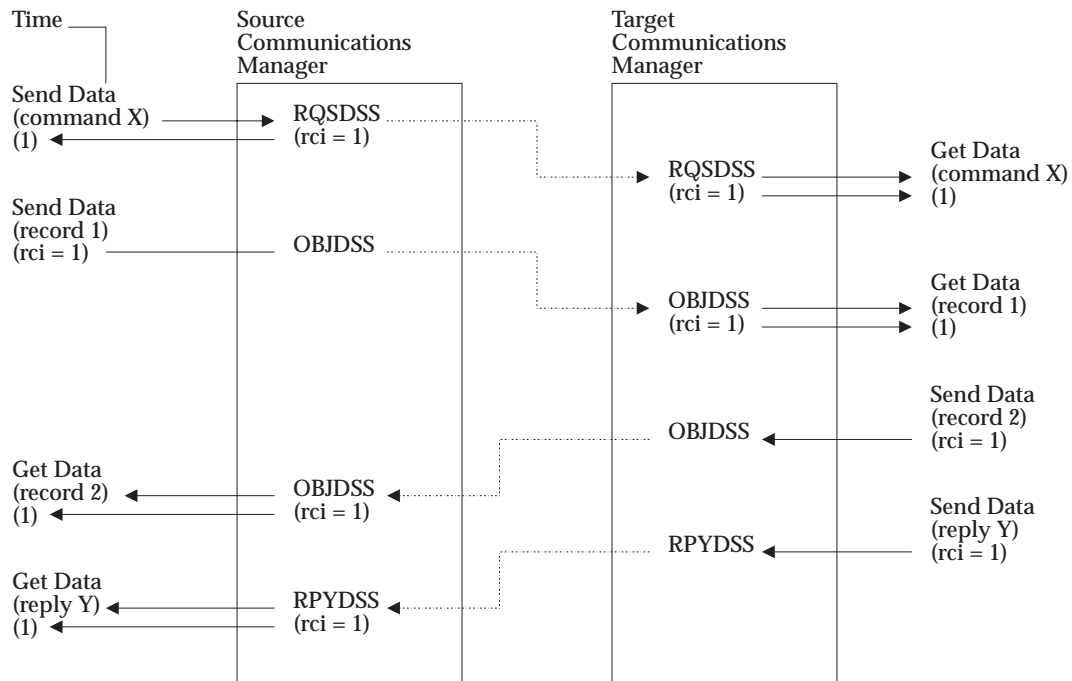 Time
Source
Communications
Manager
Target
Communications
Manager
Send Data
(command X)
(1)
RQSDSS
(rci = 1)
RQSDSS
(rci = 1)
Get Data
(command X)
(1)
Send Data
(record 1)
(rci = 1)
OBJDSS
OBJDSS
(rci = 1)
Get Data
(record 1)
(1)
Send Data
(record 2)
(rci = 1)
OBJDSS
OBJDSS
(rci = 1)
Get Data
(record 2)
(1)
Send Data
(reply Y)
(rci = 1)
RPYDSS
RPYDSS
(rci = 1)
Get Data
(reply Y)
(1)